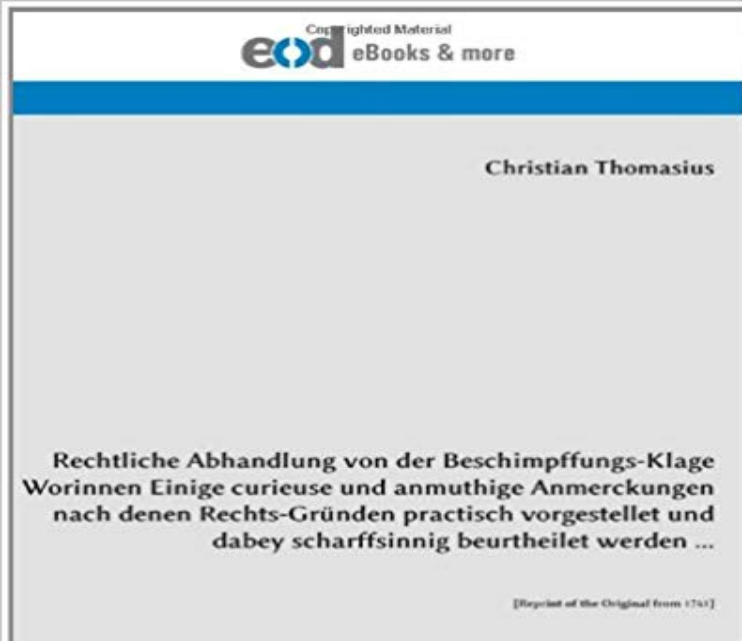 Copyrighted Material
eod eBooks & more
Christian Thomasius
Rechtliche Abhandlung von der Beschimpffungs-Klage
Worinnen Einige curieuse und anmuthige Anmerckungen
nach denen Rechts-Gründen practisch vorgestellet und
dabey scharffsinnig beurtheilet werden ...
[Reprint of the Original from 1741]